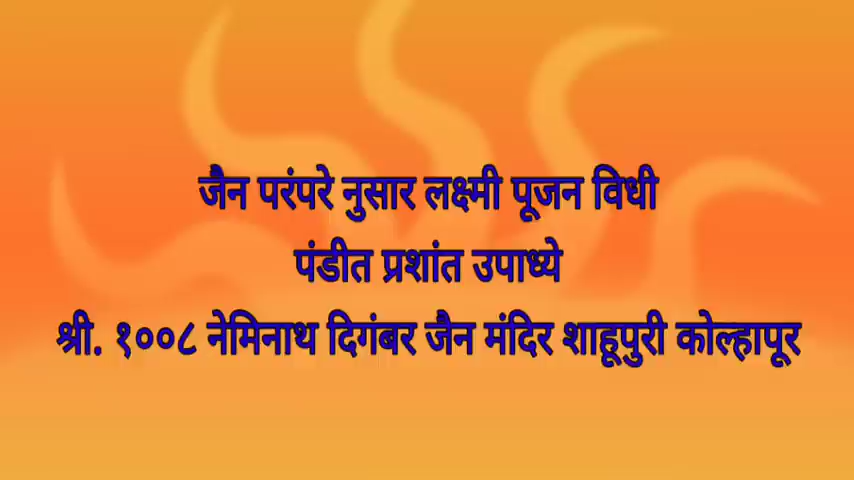 जैन परंपरे नुसार लक्ष्मी पूजन विधी
पंडीत प्रशांत उपाध्ये
श्री. १००८ नेमिनाथ दिगंबर जैन मंदिर शाहूपुरी कोल्हापूर